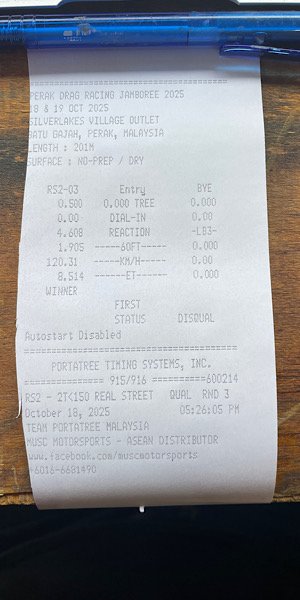 ==========================================
PERAK DRAG RACING JAMBOREE 2025
18 & 19 OCT 2025
SILVERLAKES VILLAGE OUTLET
BATU GAJAH, PERAK, MALAYSIA
LENGTH : 201M
SURFACE : NO-PREP / DRY
RS2-03 Entry BYE
0.500 0.000 TREE 0.000
0.00 DIAL-IN 0.00
4.608 REACTION -LB3-
1.905 -----60FT----- 0.000
120.31 -----KM/H----- 0.00
8.514 ------ET------ 0.000
WINNER
FIRST
STATUS DISQUAL
Autostart Disabled
==========================================
PORTATREE TIMING SYSTEMS, INC.
=============== 915/916 ==========600214
RS2 - 2TK150 REAL STREET QUAL RND 3
October 18, 2025 05:26:05 PM
TEAM PORTATREE MALAYSIA
MUSC MOTORSPORTS - ASEAN DISTRIBUTOR
www.facebook.com/muscmotorsports
+6016-6681490